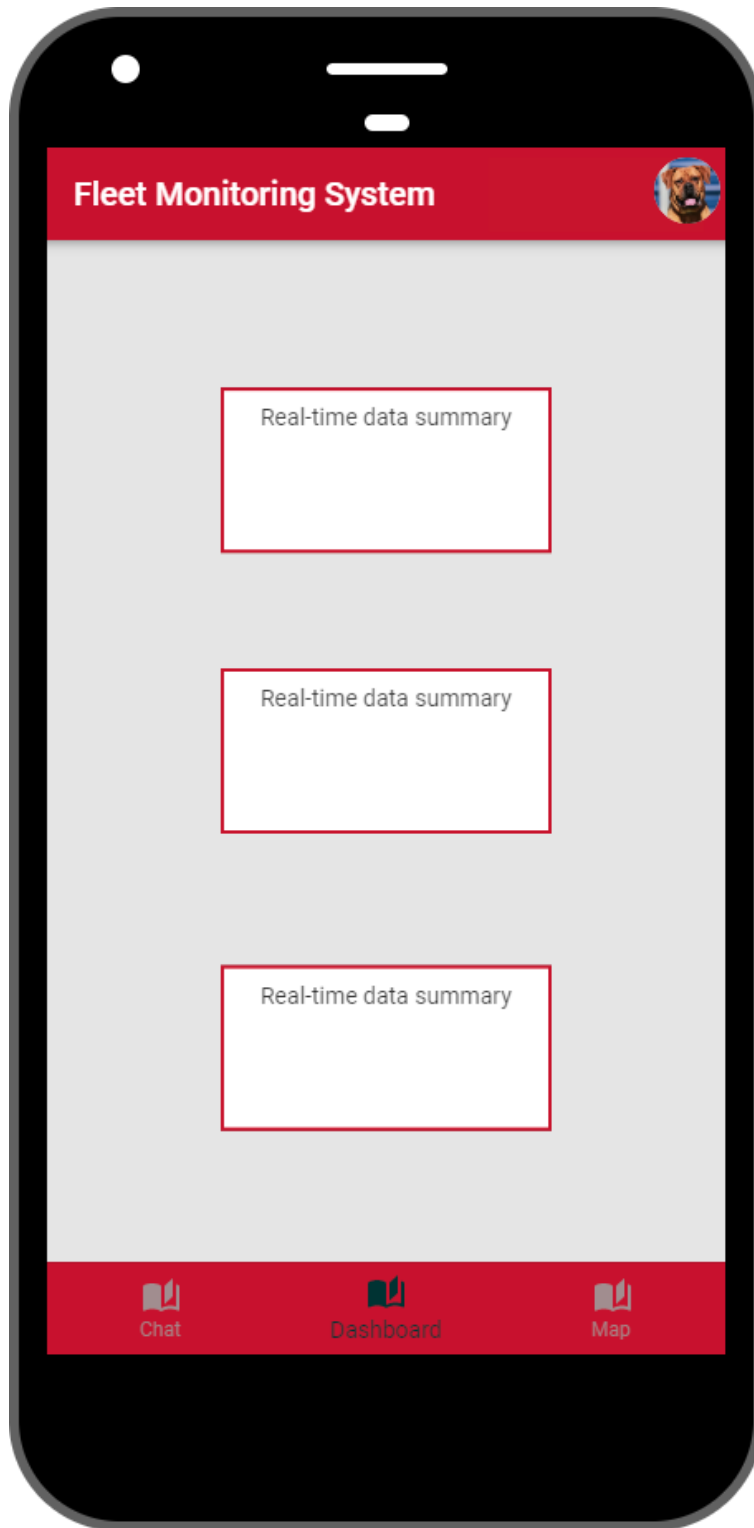 Fleet Monitoring System
Real-time data summary
Real-time data summary
Real-time data summary
Chat
Dashboard
Map